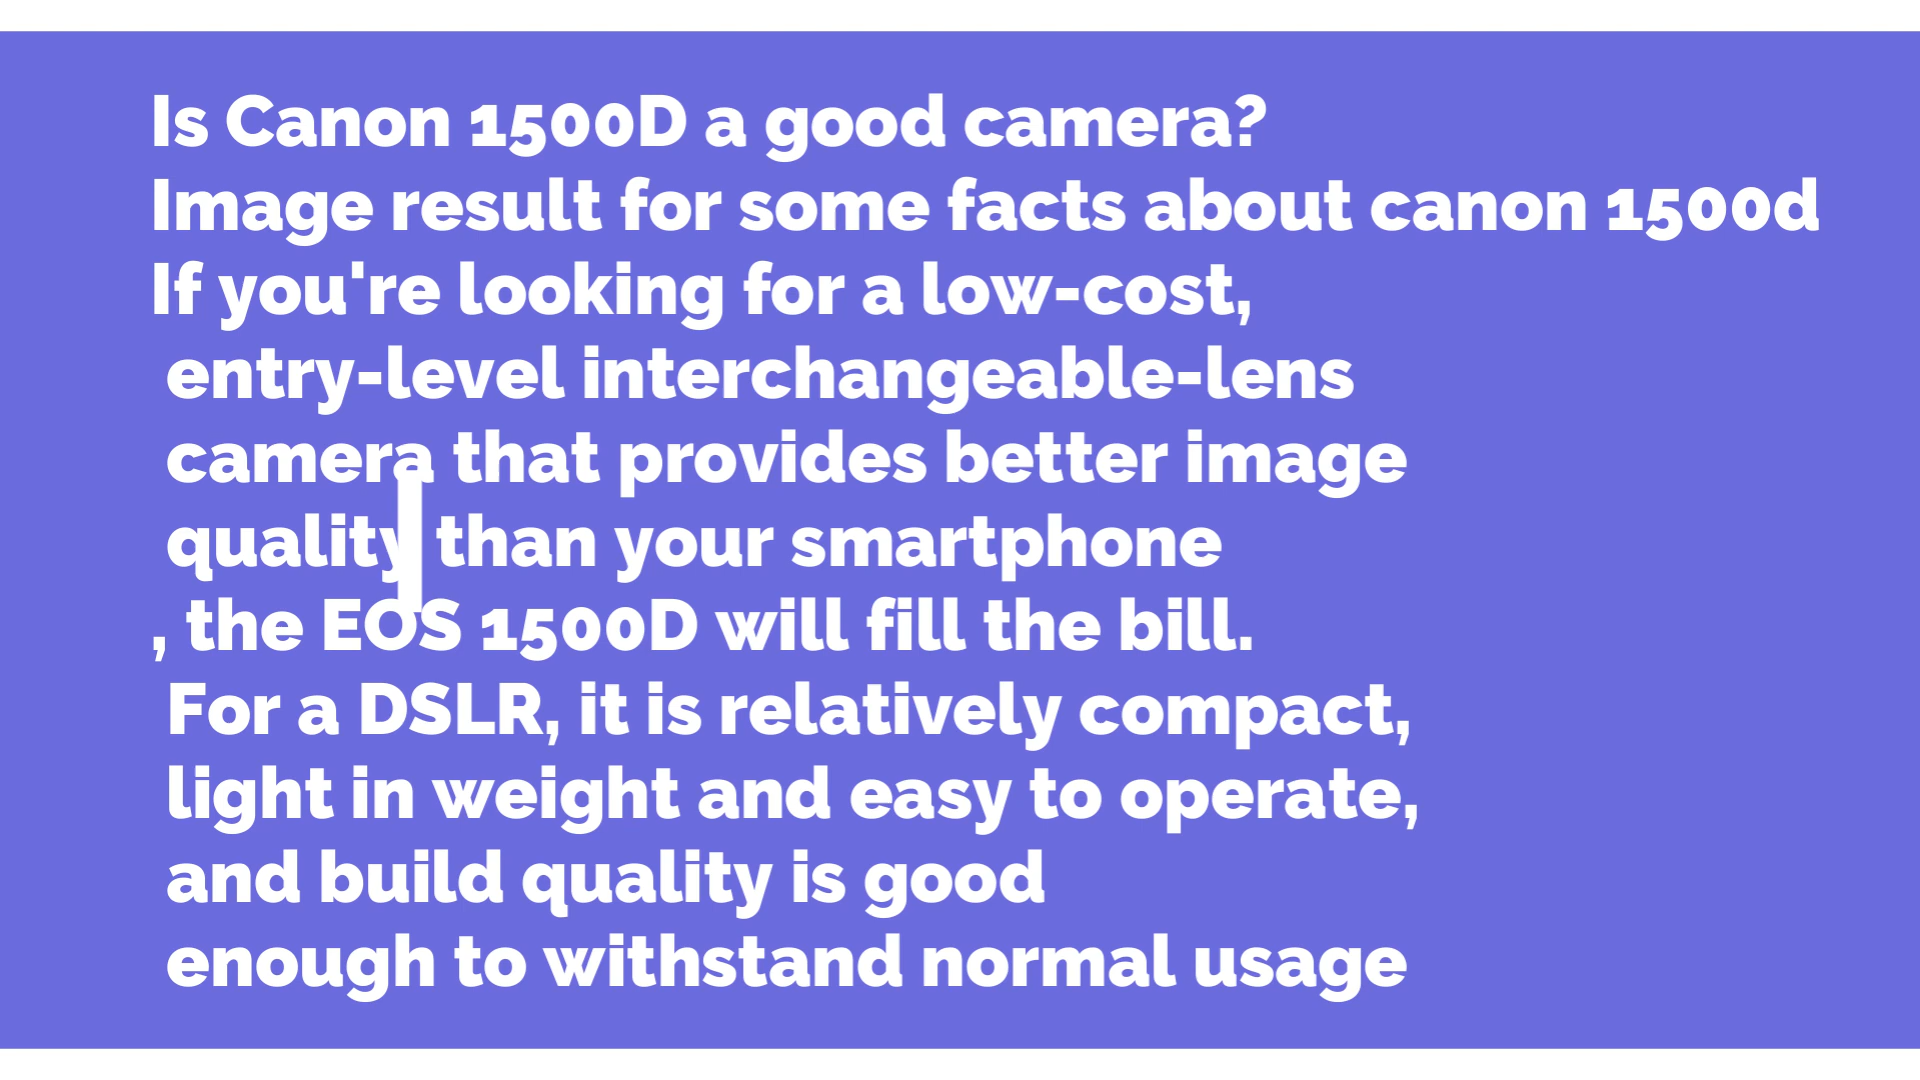 Is Canon 1500D a good camera?
Image result for some facts about canon 1500d
If you're looking for a low-cost,
entry-level interchangeable-lens
camera that provides better image
quality than your smartphone
, the EOS 1500D will fill the bill.
For a DSLR, it is relatively compact,
light in weight and easy to operate,
and build quality is good
enough to withstand normal usage